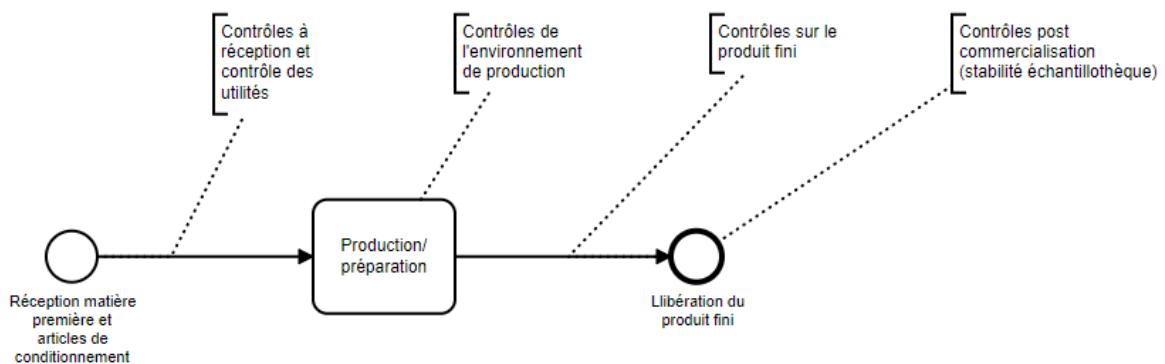 Contrôles à
réception et
contrôle des
utilités
Contrôles de
l'environnement
de production
Contrôles sur le
produit fini
Contrôles post
commercialisation
(stabilité échantillothèque)
Production/
préparation
Réception matière
première et
articles de
conditionnement
Llibération du
produit fini